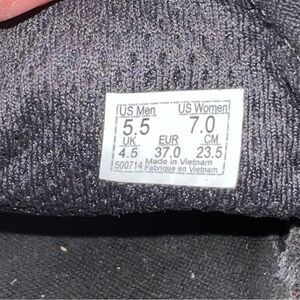 US Men US Women
5.5 7.0
UK EUR CM
4.5 37.0 23.5
500714 Made in Vietnam
Fabrique en Vietnam